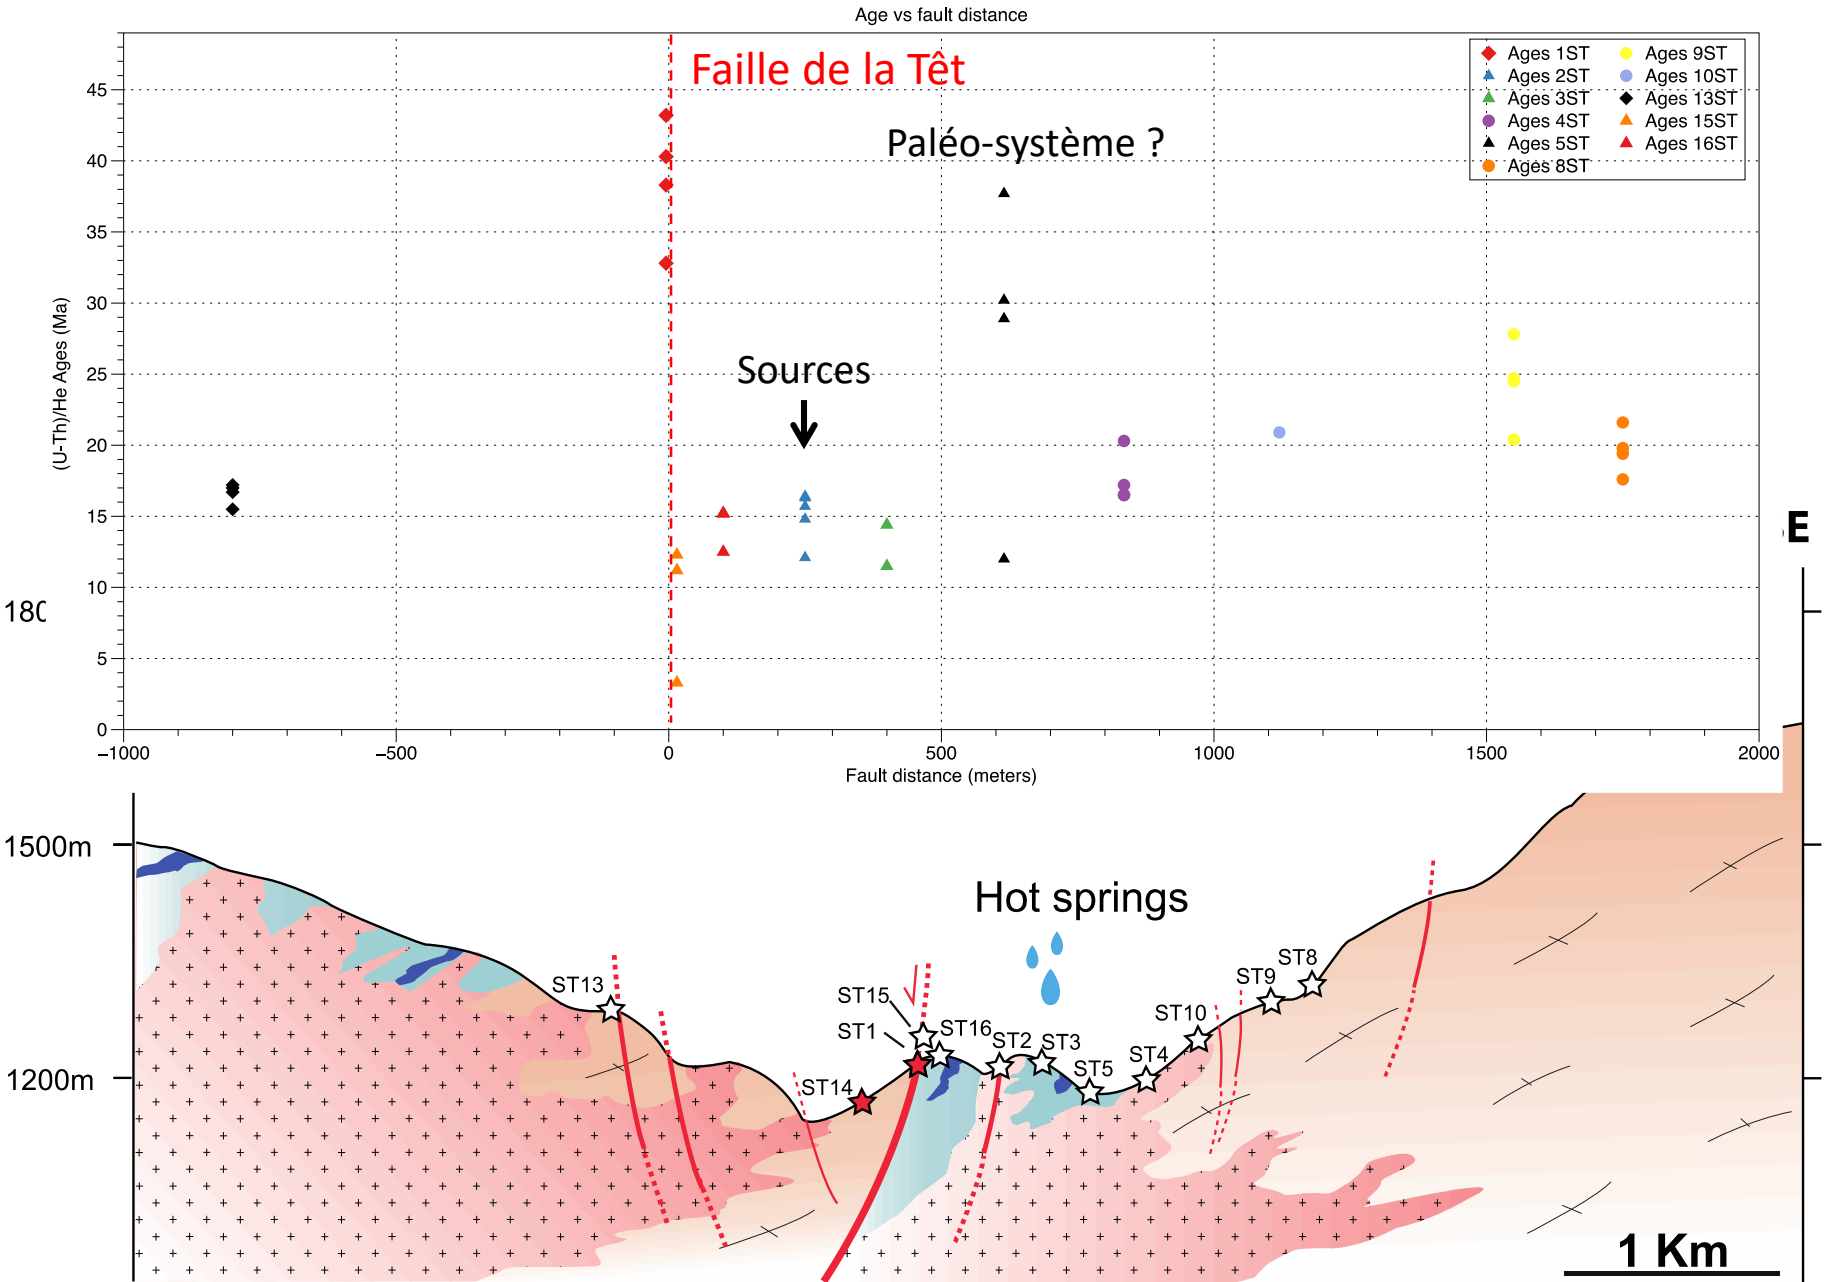 Age vs fault distance
Faille de la Têt
Paléo-système ?
Sources
Ages 1ST
Ages 2ST
Ages 3ST
Ages 4ST
Ages 5ST
Ages 8ST
Ages 9ST
Ages 10ST
Ages 13ST
Ages 15ST
Ages 16ST
(U-Th)/He Ages (Ma)
45
40
35
30
25
20
15
10
5
0
−1000
−500
0
500
1000
1500
2000
Fault distance (meters)
E
180
1500m
1200m
Hot springs
ST13
ST14
ST15
ST1
ST16
ST2
ST3
ST5
ST4
ST10
ST9
ST8
1 Km